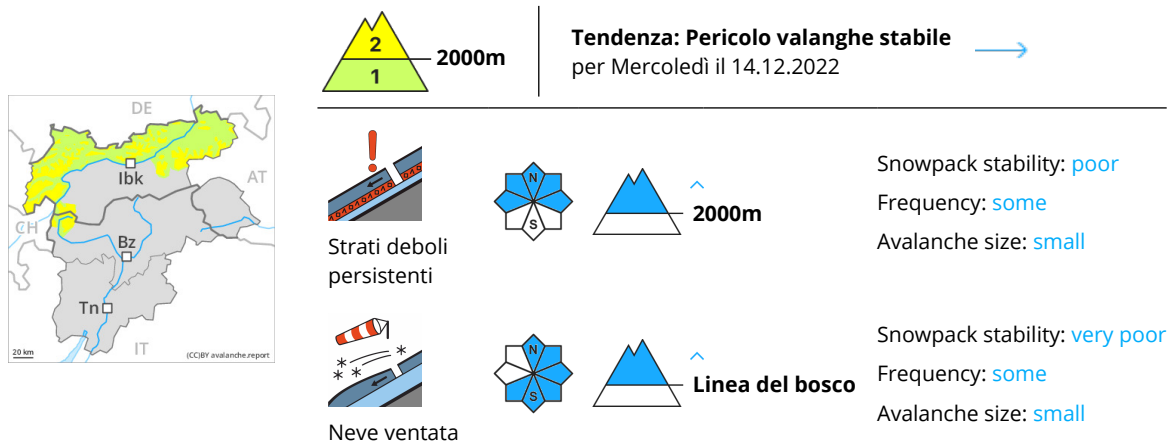 2
1
2000m
Tendenza: Pericolo valanghe stabile
per Mercoledì il 14.12.2022
DE
AT
CH
IT
Ibk
Bz
Tn
20 km
(CC)BY avalanche.report
Strati deboli
persistenti
N
S
2000m
Snowpack stability: poor
Frequency: some
Avalanche size: small
Neve ventata
N
S
Linea del bosco
Snowpack stability: very poor
Frequency: some
Avalanche size: small